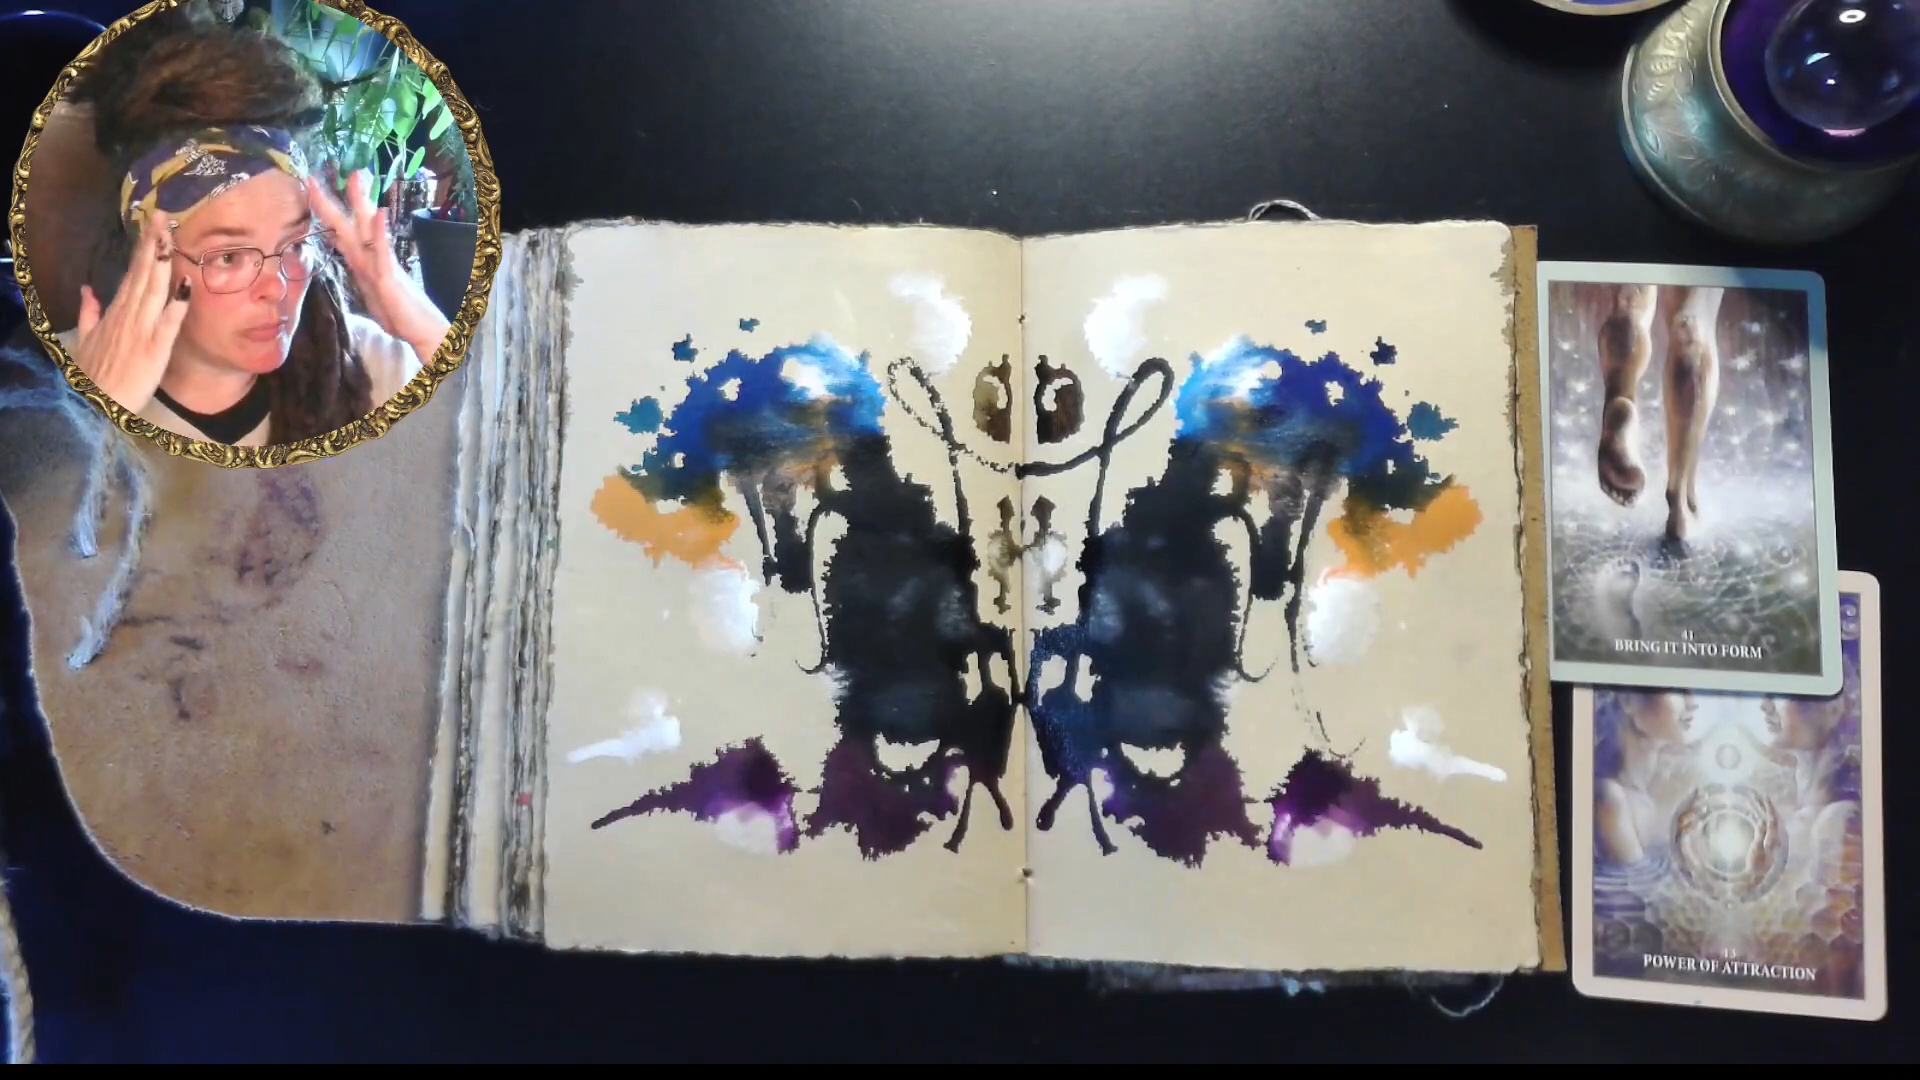 41
BRING IT INTO FORM
13
POWER OF ATTRACTION